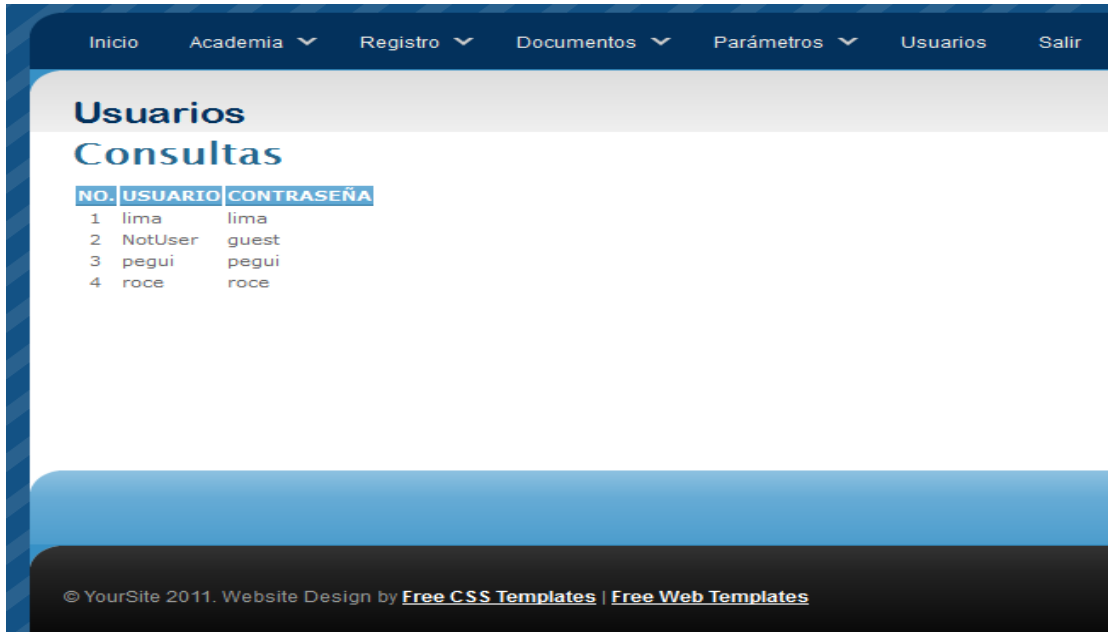 Inicio Academia Registro Documentos Parámetros Usuarios Salir
Usuarios
Consultas
NO. USUARIO CONTRASEÑA
1 lima lima
2 NotUser guest
3 pegui pegui
4 roce roce
© YourSite 2011. Website Design by Free CSS Templates | Free Web Templates